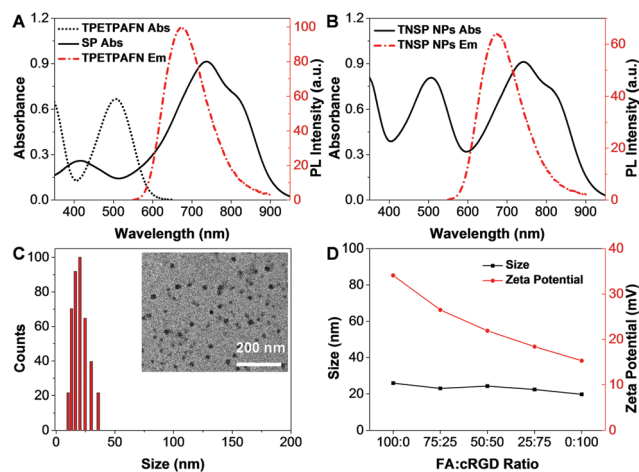 A
TPETPAFN Abs
SP Abs
TPETPAFN Em
1.2
0.9
0.6
0.3
0.0
Absorbance
400 500 600 700 800 900
Wavelength (nm)
100
80
60
40
20
0
PL Intensity (a.u.)
B
TNSP NPs Abs
TNSP NPs Em
1.2
0.9
0.6
0.3
0.0
Absorbance
400 500 600 700 800 900
Wavelength (nm)
60
40
20
0
PL Intensity (a.u.)
C
100
80
60
40
20
0
Counts
200 nm
0 50 100 150 200
Size (nm)
D
Size
Zeta Potential
100
80
60
40
20
0
Size (nm)
100:0 75:25 50:50 25:75 0:100
FA:cRGD Ratio
40
30
20
10
0
Zeta Potential (mV)